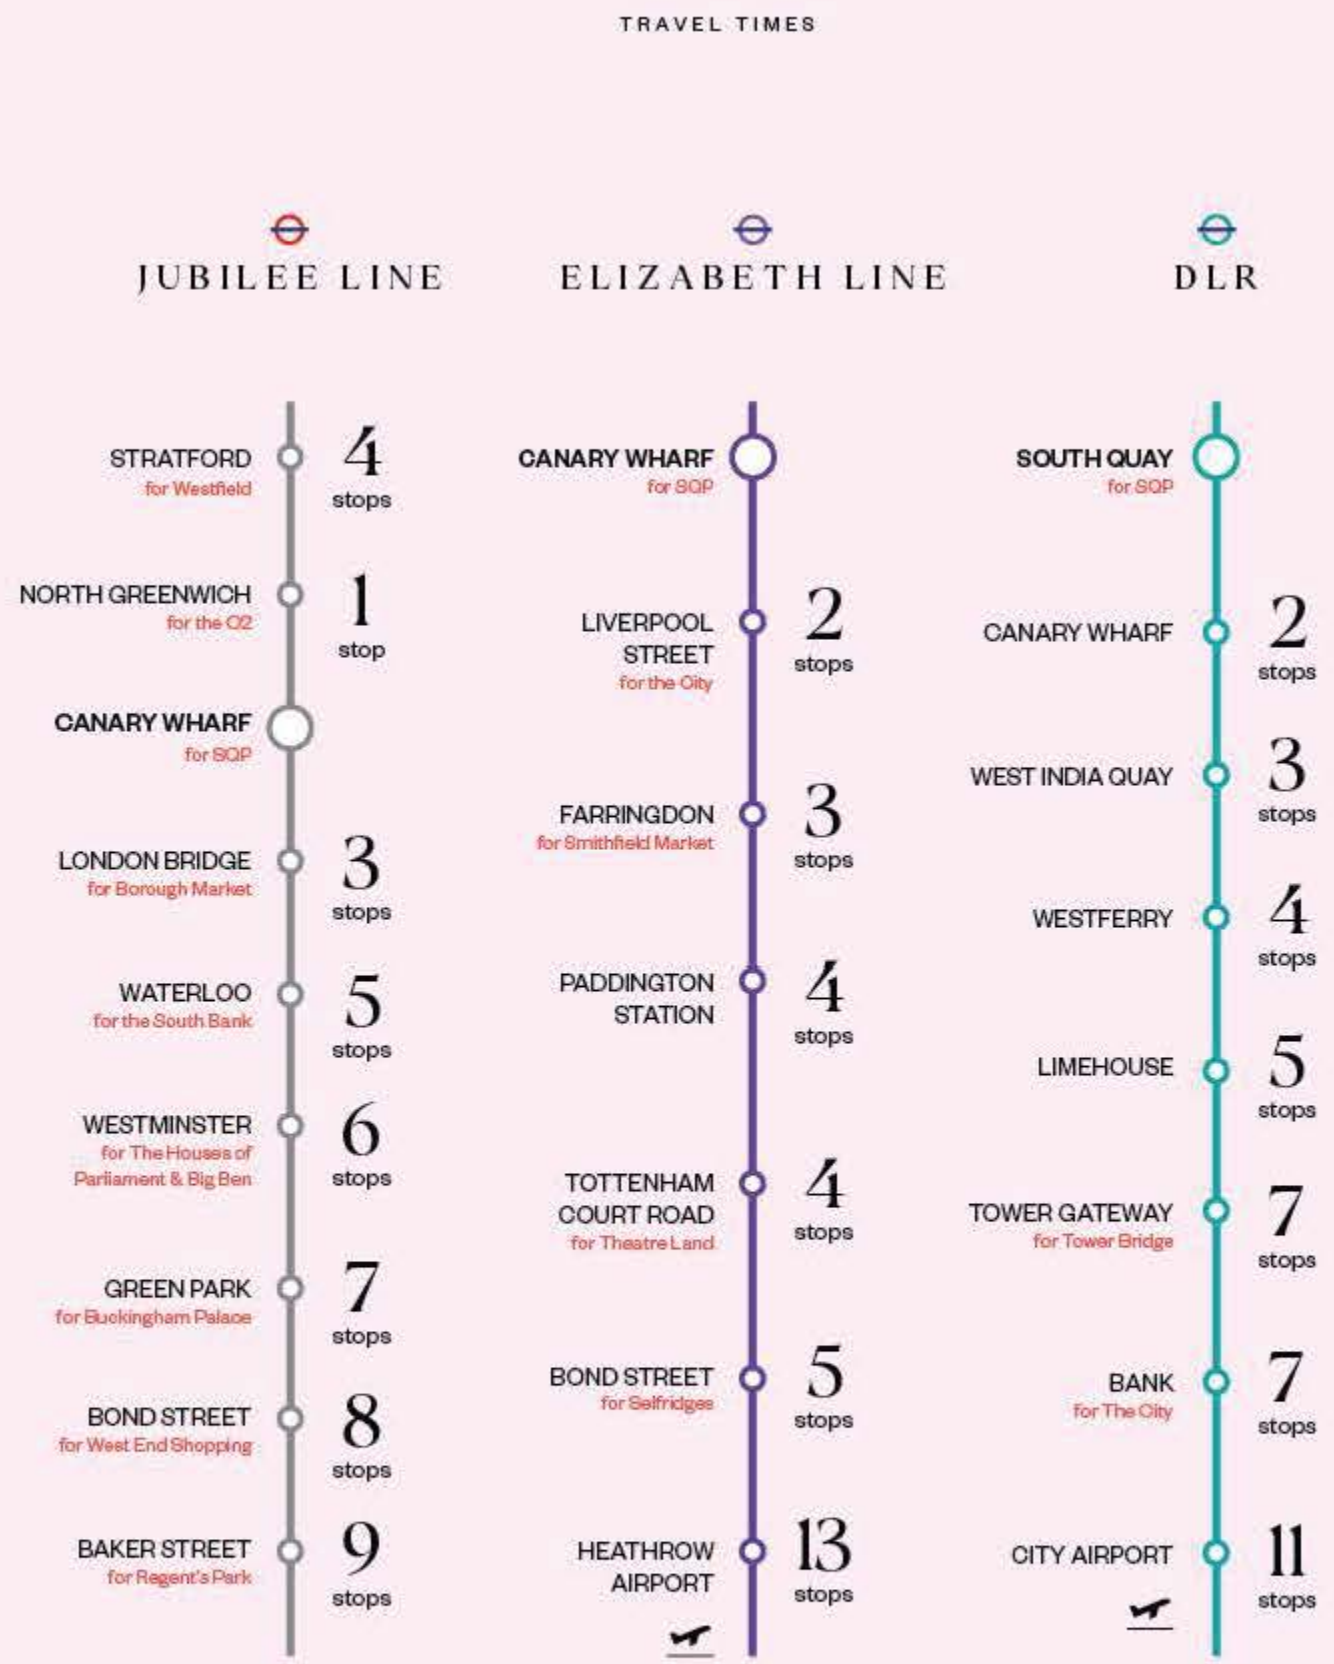 TRAVEL TIMES
JUBILEE LINE
STRATFORD
for Westfield
4
stops
NORTH GREENWICH
for the O2
1
stop
CANARY WHARF
for SQP
LONDON BRIDGE
for Borough Market
3
stops
WATERLOO
for the South Bank
5
stops
WESTMINSTER
for The Houses of
Parliament & Big Ben
6
stops
GREEN PARK
for Buckingham Palace
7
stops
BOND STREET
for West End Shopping
8
stops
BAKER STREET
for Regent's Park
9
stops
ELIZABETH LINE
CANARY WHARF
for SQP
LIVERPOOL
STREET
for the City
2
stops
FARRINGDON
for Smithfield Market
3
stops
PADDINGTON
STATION
4
stops
TOTTENHAM
COURT ROAD
for Theatre Land
4
stops
BOND STREET
for Selfridges
5
stops
HEATHROW
AIRPORT
13
stops
DLR
SOUTH QUAY
for SQP
CANARY WHARF
2
stops
WEST INDIA QUAY
3
stops
WESTFERRY
4
stops
LIMEHOUSE
5
stops
TOWER GATEWAY
for Tower Bridge
7
stops
BANK
for The City
7
stops
CITY AIRPORT
11
stops